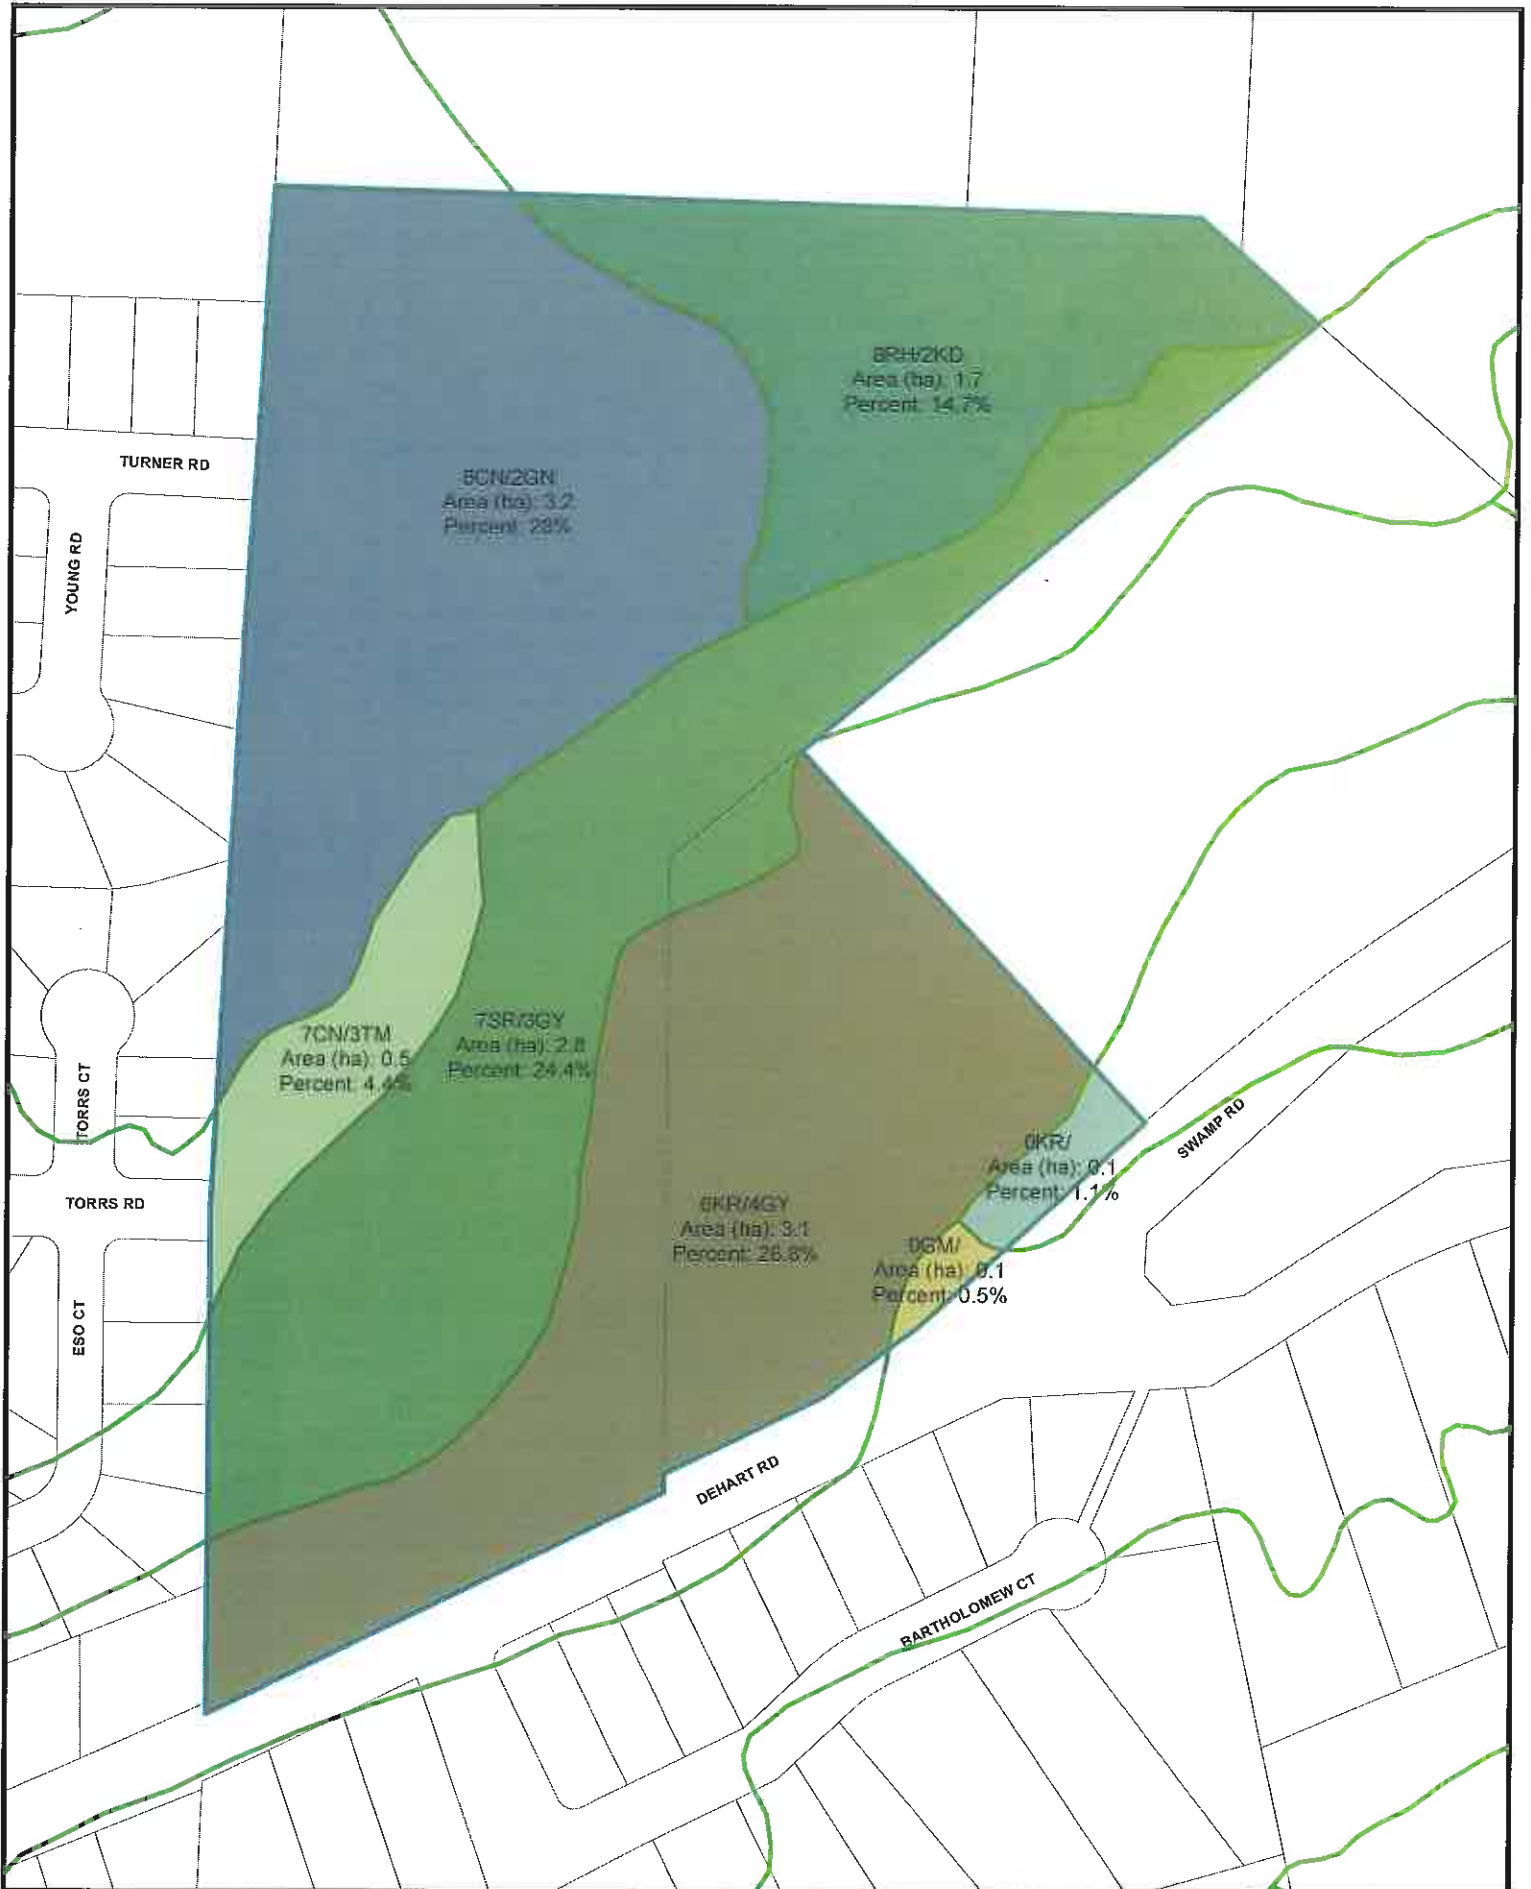 8RH/2KD
Area (ha): 1.7
Percent: 14.7%
TURNER RD
8CN/2GN
Area (ha): 3.2
Percent: 28%
YOUNG RD
7CN/3TM
Area (ha): 0.5
Percent: 4.4%
7SR/3GY
Area (ha): 2.8
Percent: 24.4%
TORRS CT
SWAMP RD
0KR/
Area (ha): 0.1
Percent: 1.1%
TORRS RD
6KR/4GY
Area (ha): 3.1
Percent: 26.8%
0GM/
Area (ha): 0.1
Percent: 0.5%
ESO CT
DEHART RD
BARTHOLOMEW CT